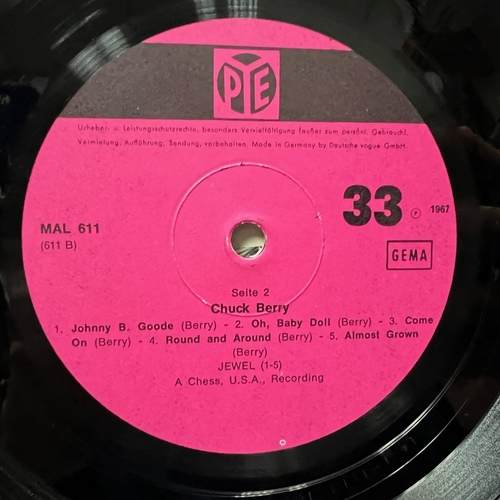 PYE
Urheber- u. Leistungsschutzrechte, besonders Vervielfältigung (außer zum persönl. Gebrauch),
Vermietung, Aufführung, Sendung, vorbehalten. Made in Germany by Deutsche vogue GmbH.
MAL 611
(611 B)
33 Ⓟ 1967
GEMA
Seite 2
Chuck Berry
1. Johnny B. Goode (Berry) - 2. Oh, Baby Doll (Berry) - 3. Come
On (Berry) - 4. Round and Around (Berry) - 5. Almost Grown
(Berry)
JEWEL (1-5)
A Chess, U.S.A., Recording